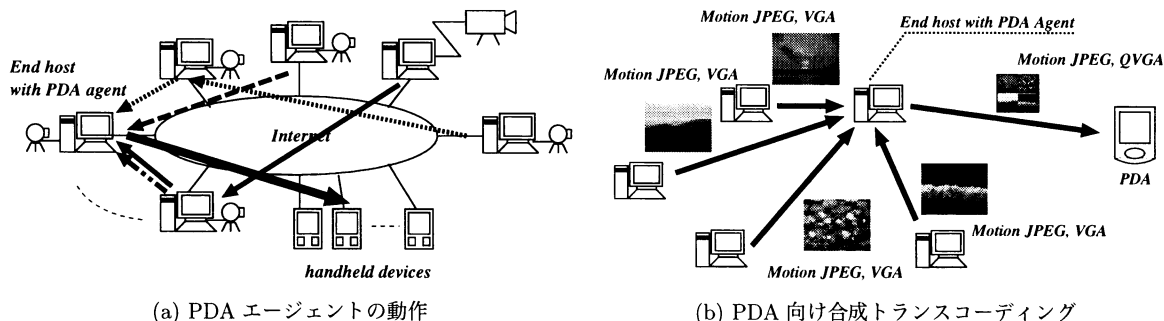 End host
with PDA agent
Internet
handheld devices
(a) PDA エージェントの動作
Motion JPEG, VGA
End host with PDA Agent
Motion JPEG, VGA
Motion JPEG, QVGA
PDA
Motion JPEG, VGA
Motion JPEG, VGA
(b) PDA 向け合成トランスコーディング